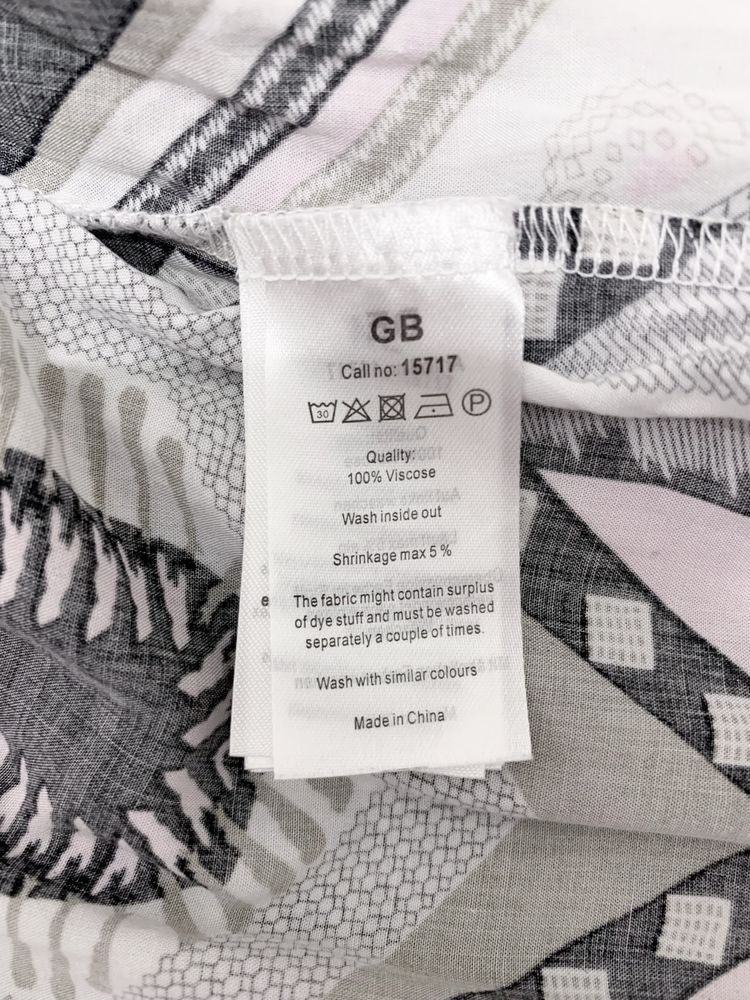 GB
Call no: 15717
30 P
Quality:
100% Viscose
Wash inside out
Shrinkage max 5 %
The fabric might contain surplus
of dye stuff and must be washed
separately a couple of times.
Wash with similar colours
Made in China